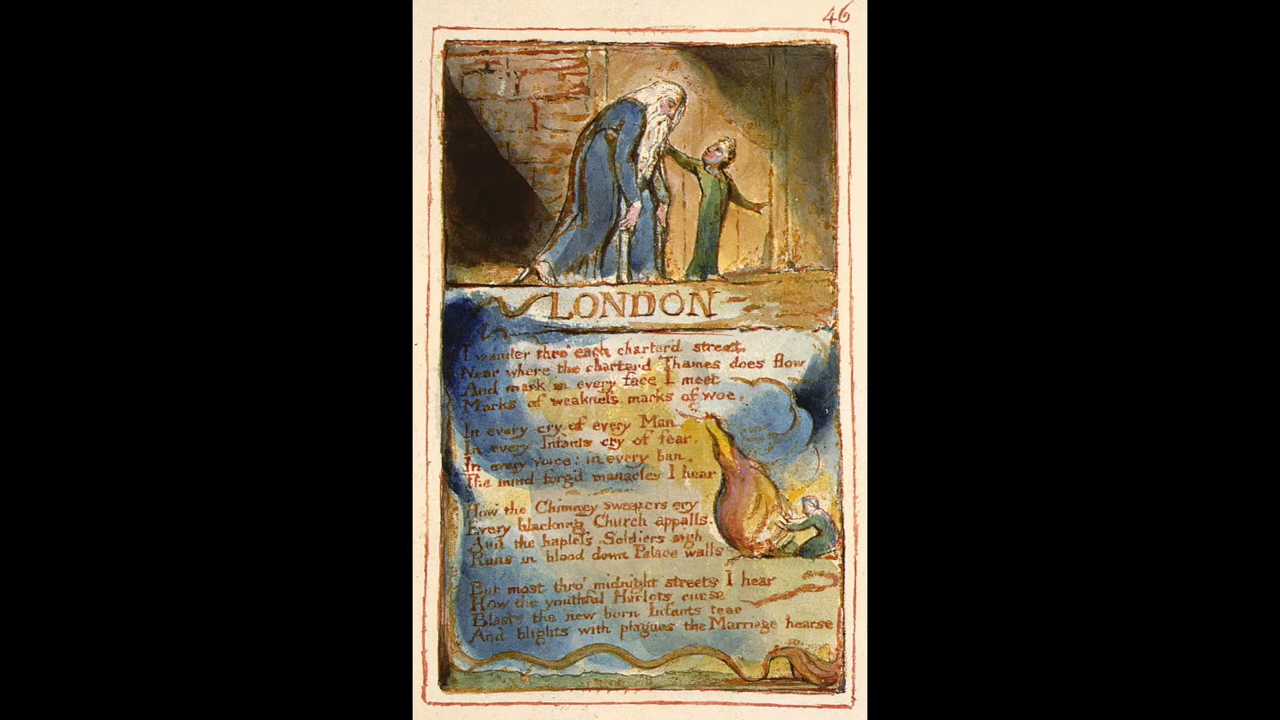 46
LONDON
I wander thro' each charterd street,
Near where the charterd Thames does flow
And mark in every face I meet
Marks of weakneſs, marks of woe.
In every cry of every Man,
In every Infants cry of fear,
In every voice: in every ban,
The mind-forg'd manacles I hear
How the Chimney-sweepers cry
Every blackning Church appalls,
And the hapleſs Soldiers sigh
Runs in blood down Palace walls
But most thro' midnight streets I hear
How the youthful Harlots curse
Blasts the new born Infants tear
And blights with plagues the Marriage hearse